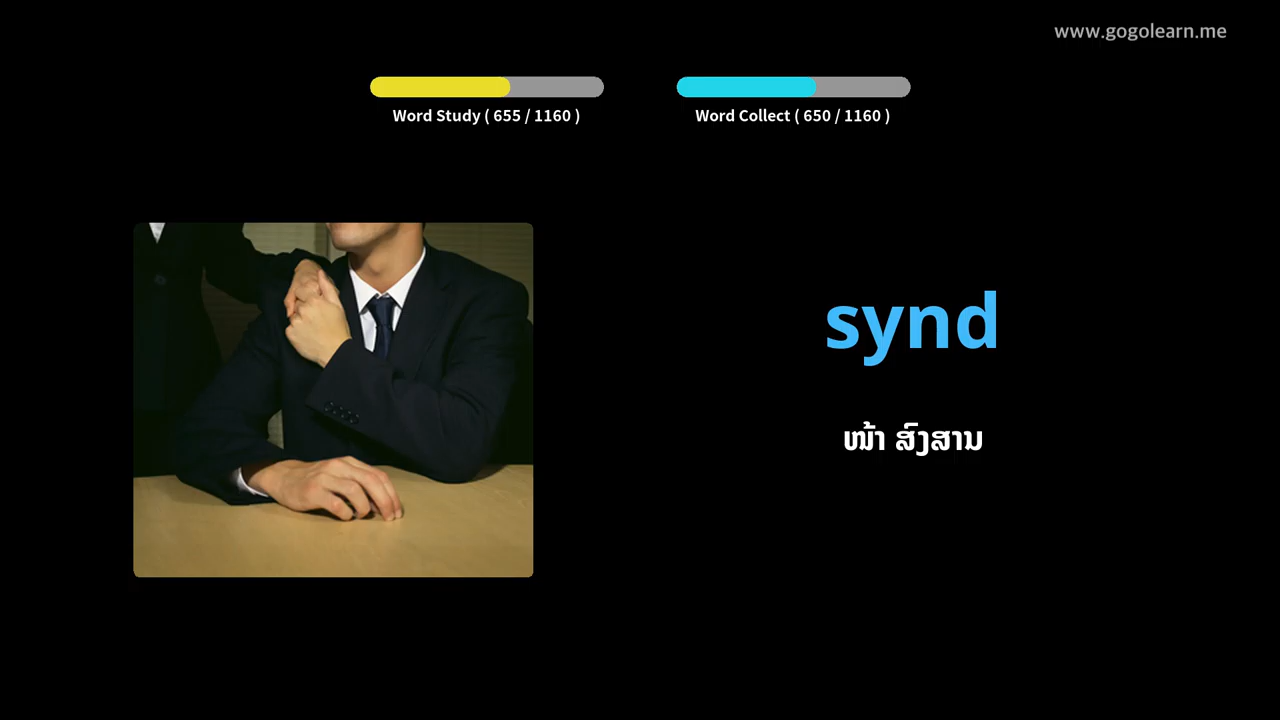 www.gogolearn.me
Word Study ( 655 / 1160 )
Word Collect ( 650 / 1160 )
synd
ໜ້າ ສົງສານ